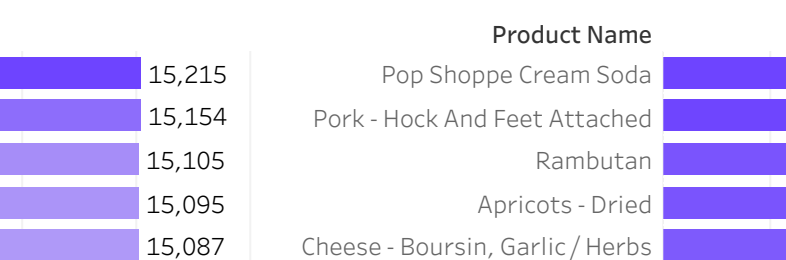 Product Name
15,215 Pop Shoppe Cream Soda
15,154 Pork - Hock And Feet Attached
15,105 Rambutan
15,095 Apricots - Dried
15,087 Cheese - Boursin, Garlic / Herbs